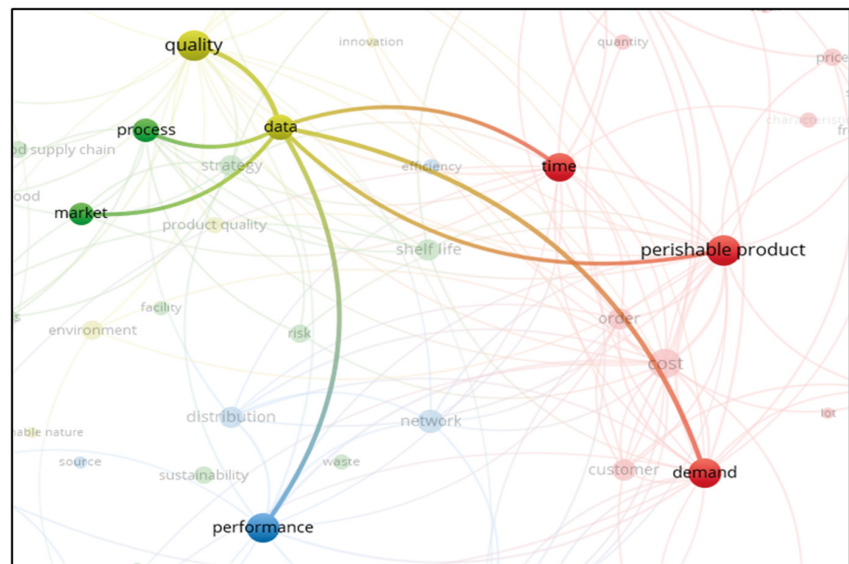 quality
innovation
quantity
price
process
data
characteristic
d supply chain
strategy
efficiency
time
ood
market
product quality
shelf life
perishable product
facility
environment
risk
order
cost
distribution
network
lot
nable nature
source
sustainability
waste
customer
demand
performance